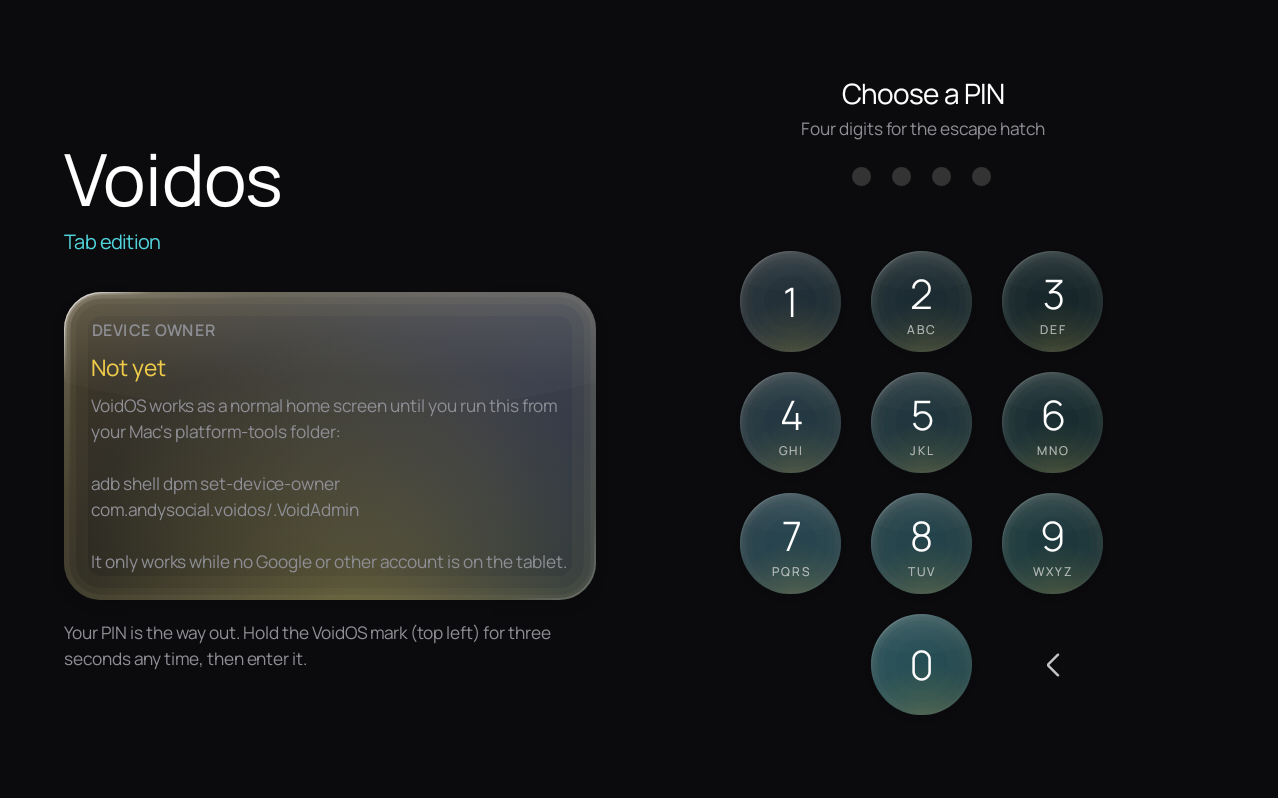 Voidos
Tab edition
DEVICE OWNER
Not yet
VoidOS works as a normal home screen until you run this from
your Mac's platform-tools folder:
adb shell dpm set-device-owner
com.andysocial.voidos/.VoidAdmin
It only works while no Google or other account is on the tablet.
Your PIN is the way out. Hold the VoidOS mark (top left) for three
seconds any time, then enter it.
Choose a PIN
Four digits for the escape hatch
1
2
ABC
3
DEF
4
GHI
5
JKL
6
MNO
7
PQRS
8
TUV
9
WXYZ
0